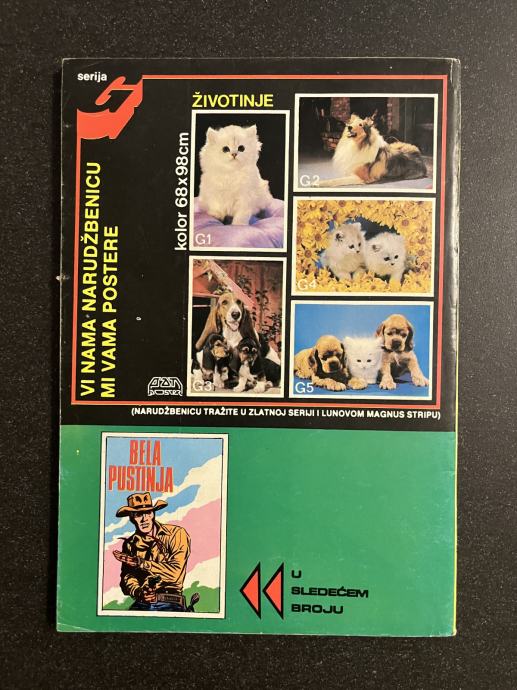 serija
G
ŽIVOTINJE
kolor 68x98cm
VI NAMA NARUDŽBENICU
MI VAMA POSTERE
G1
G2
G3
G4
G5
(NARUDŽBENICU TRAŽITE U ZLATNOJ SERIJI I LUNOVOM MAGNUS STRIPU)
BELA
PUSTINJA
U
SLEDEĆEM
BROJU